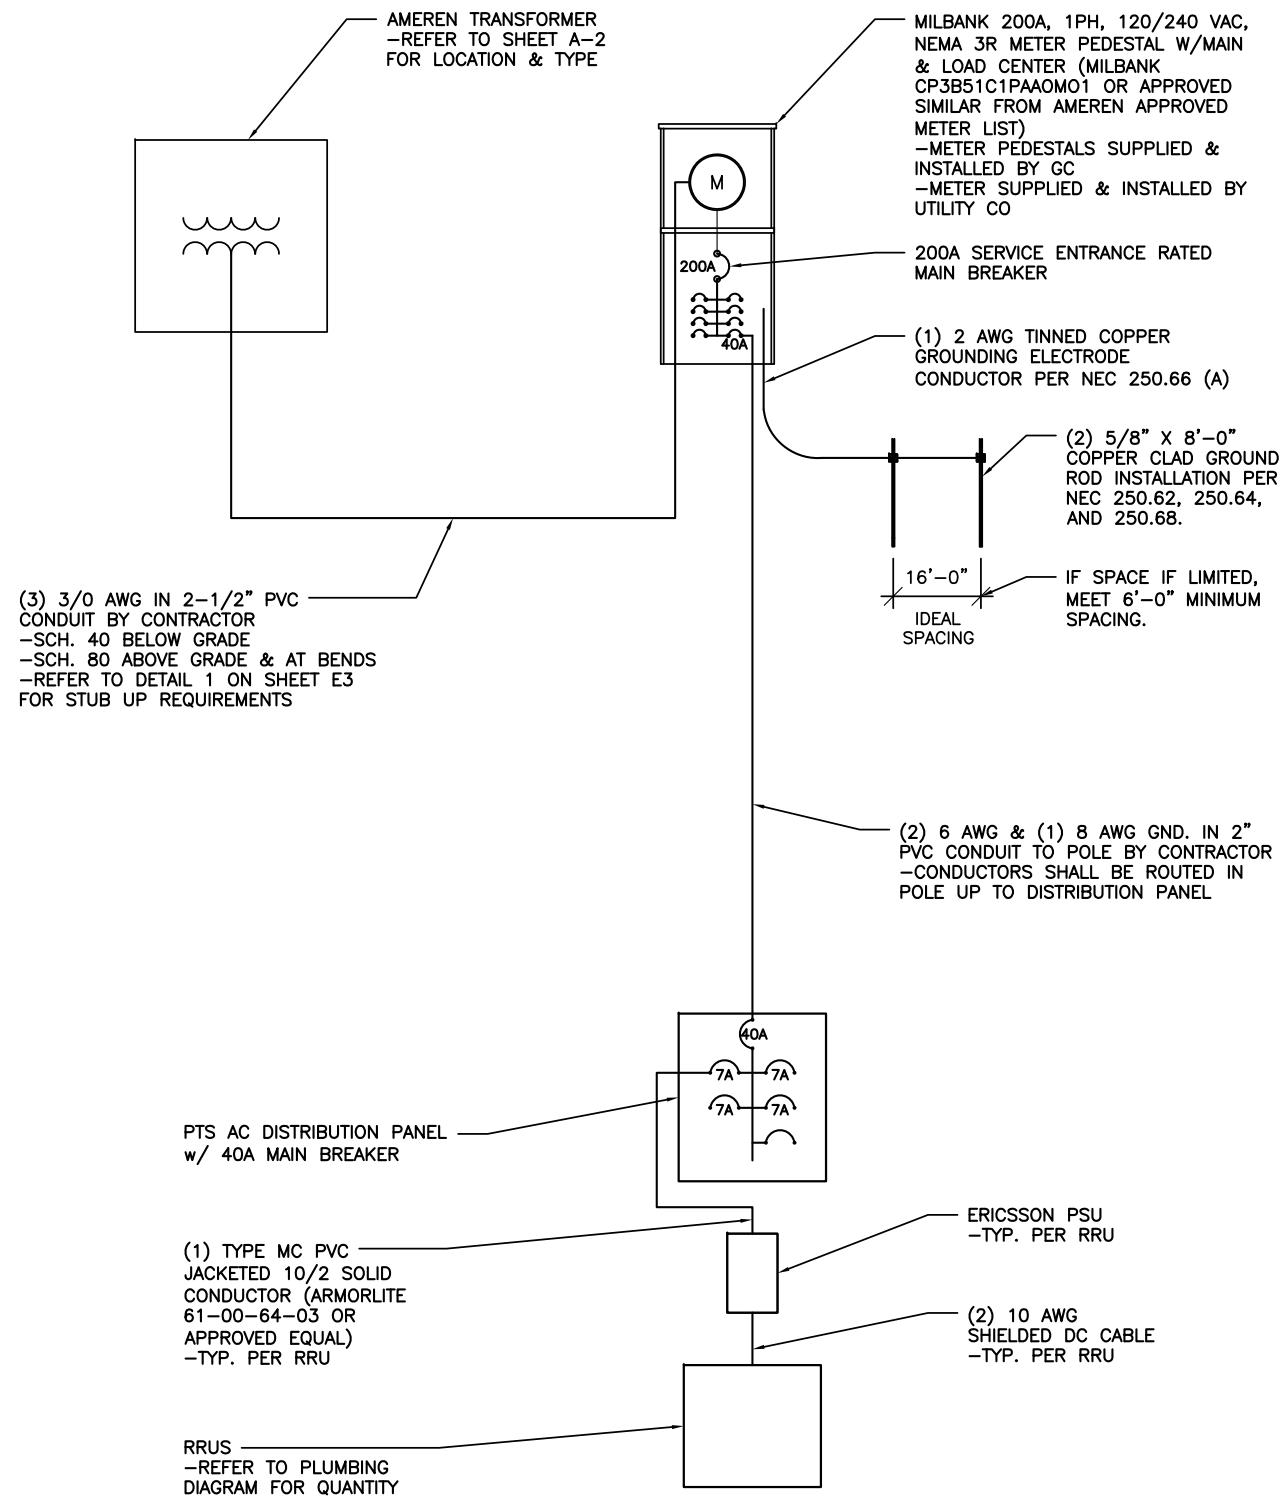 AMEREN TRANSFORMER
-REFER TO SHEET A-2
FOR LOCATION & TYPE
MILBANK 200A, 1PH, 120/240 VAC,
NEMA 3R METER PEDESTAL W/MAIN
& LOAD CENTER (MILBANK
CP3B51C1PAAOMO1 OR APPROVED
SIMILAR FROM AMEREN APPROVED
METER LIST)
-METER PEDESTALS SUPPLIED &
INSTALLED BY GC
-METER SUPPLIED & INSTALLED BY
UTILITY CO
M
200A
40A
200A SERVICE ENTRANCE RATED
MAIN BREAKER
(1) 2 AWG TINNED COPPER
GROUNDING ELECTRODE
CONDUCTOR PER NEC 250.66 (A)
(2) 5/8" X 8'-0"
COPPER CLAD GROUND
ROD INSTALLATION PER
NEC 250.62, 250.64,
AND 250.68.
16'-0"
IDEAL
SPACING
IF SPACE IF LIMITED,
MEET 6'-0" MINIMUM
SPACING.
(3) 3/0 AWG IN 2-1/2" PVC
CONDUIT BY CONTRACTOR
-SCH. 40 BELOW GRADE
-SCH. 80 ABOVE GRADE & AT BENDS
-REFER TO DETAIL 1 ON SHEET E3
FOR STUB UP REQUIREMENTS
(2) 6 AWG & (1) 8 AWG GND. IN 2"
PVC CONDUIT TO POLE BY CONTRACTOR
-CONDUCTORS SHALL BE ROUTED IN
POLE UP TO DISTRIBUTION PANEL
40A
7A 7A
7A 7A
PTS AC DISTRIBUTION PANEL
w/ 40A MAIN BREAKER
(1) TYPE MC PVC
JACKETED 10/2 SOLID
CONDUCTOR (ARMORLITE
61-00-64-03 OR
APPROVED EQUAL)
-TYP. PER RRU
ERICSSON PSU
-TYP. PER RRU
(2) 10 AWG
SHIELDED DC CABLE
-TYP. PER RRU
RRUS
-REFER TO PLUMBING
DIAGRAM FOR QUANTITY